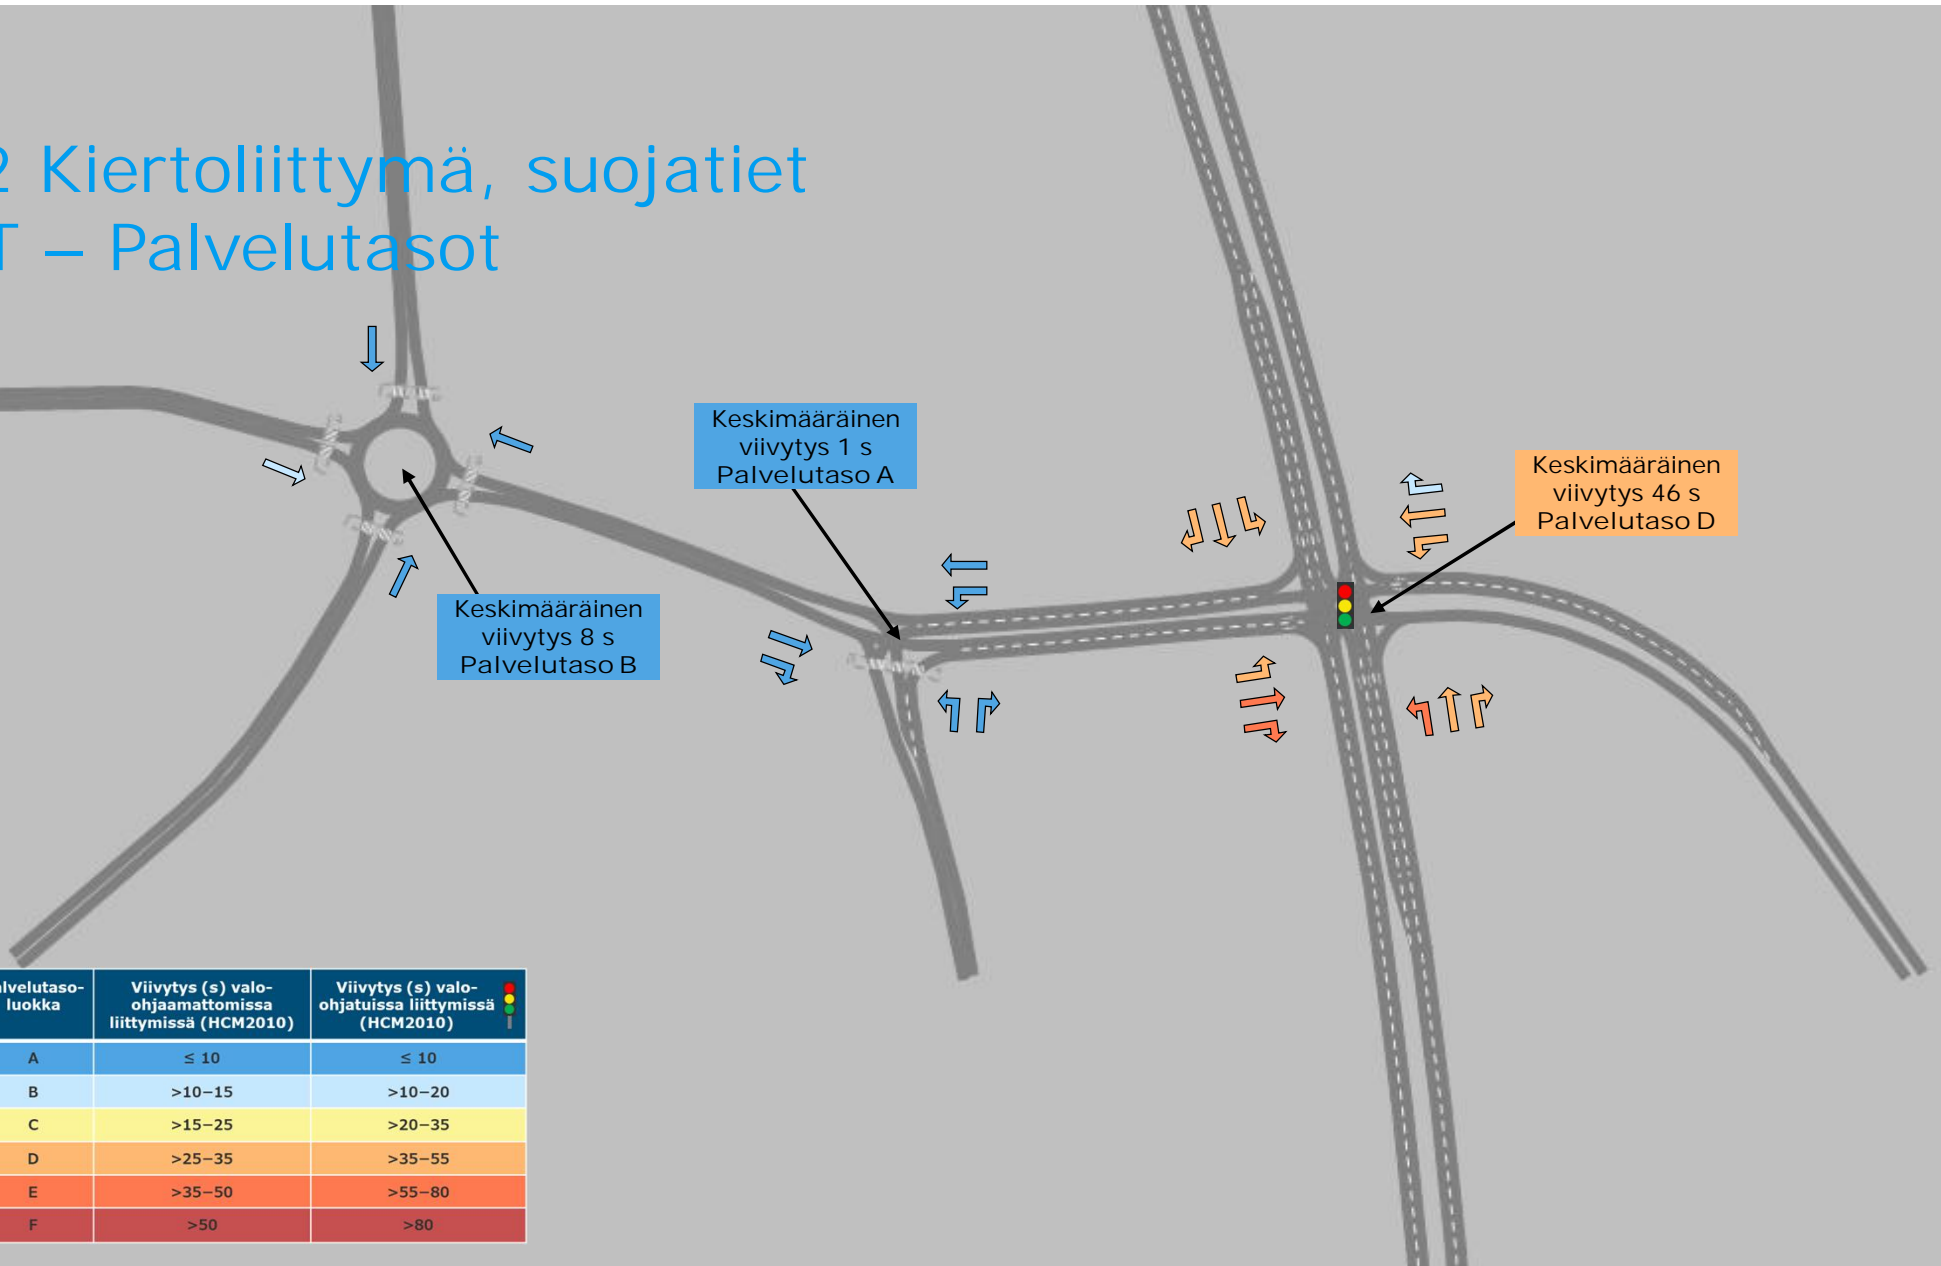 2 Kiertoliittymä, suojatiet
T – Palvelutasot
Keskimääräinen
viivytys 1 s
Palvelutaso A
Keskimääräinen
viivytys 46 s
Palvelutaso D
Keskimääräinen
viivytys 8 s
Palvelutaso B
lvelutaso-
luokka
Viivytys (s) valo-
ohjaamattomissa
liittymissä (HCM2010)
Viivytys (s) valo-
ohjatuissa liittymissä
(HCM2010)
A ≤ 10 ≤ 10
B >10–15 >10–20
C >15–25 >20–35
D >25–35 >35–55
E >35–50 >55–80
F >50 >80